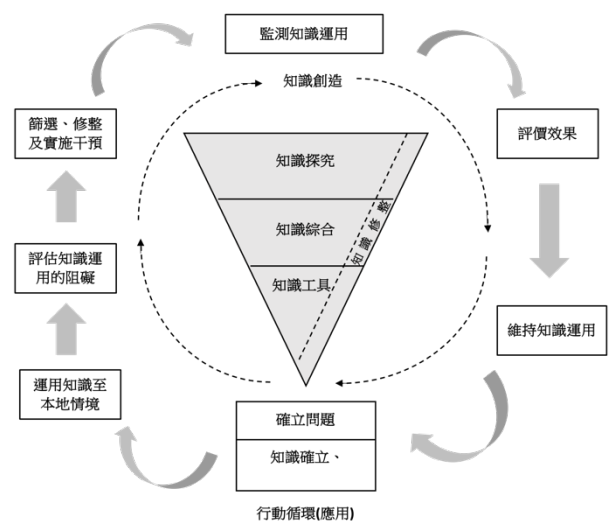 監測知識運用
知識創造
篩選、修整
及實施干預
評價效果
知識探究
知識綜合
知識修整
知識工具
評估知識運
用的阻礙
維持知識運用
運用知識至
本地情境
確立問題
知識確立、
行動循環(應用)